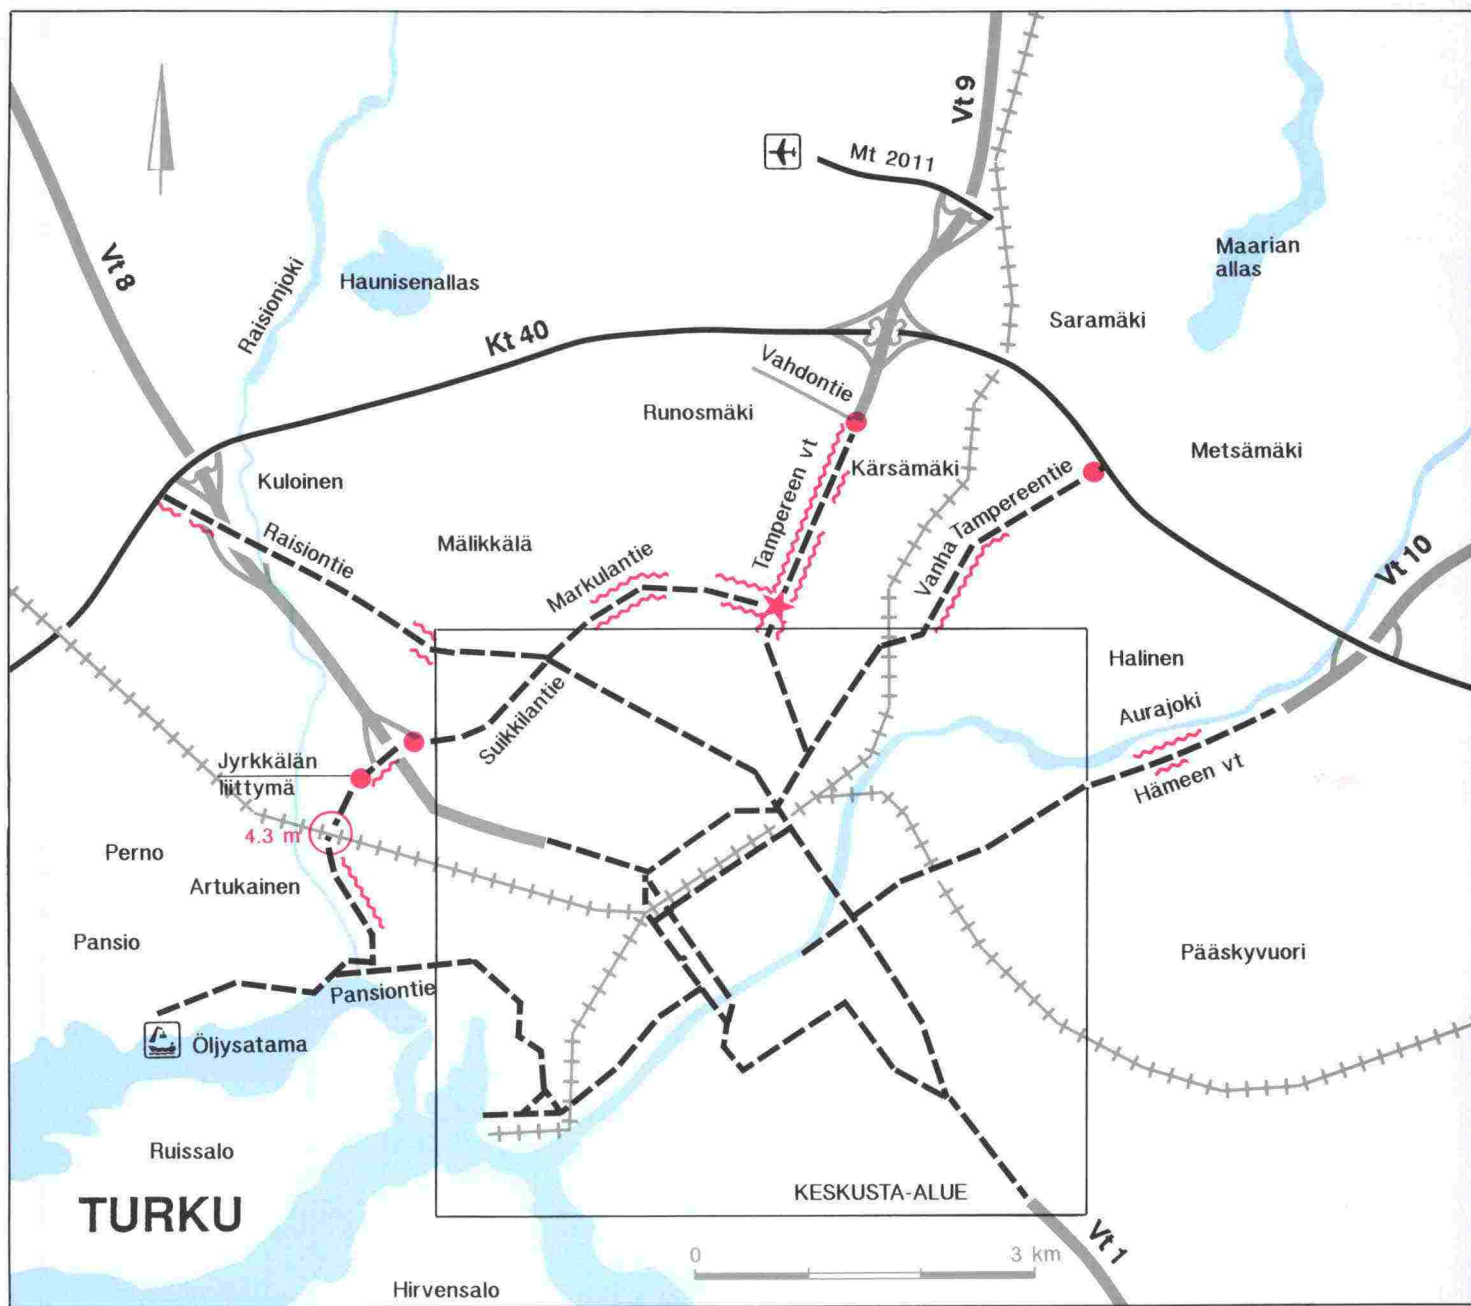 Vt 9
Mt 2011
Vt 8
Raisionjoki
Haunisenallas
Maarian
allas
Kt 40
Saramäki
Vahdontie
Runosmäki
Tampereen vt
Kärsämäki
Metsämäki
Kuloinen
Raisiontie
Mälikkälä
Markulantie
Vanha Tampereentie
Vt 10
Suikkilantie
Halinen
Aurajoki
Hämeen vt
Jyrkkälän
liittymä
4.3 m
Perno
Artukainen
Pansio
Pääskyvuori
Pansiontie
Öljysatama
Ruissalo
TURKU
KESKUSTA-ALUE
Vt 1
0 3 km
Hirvensalo